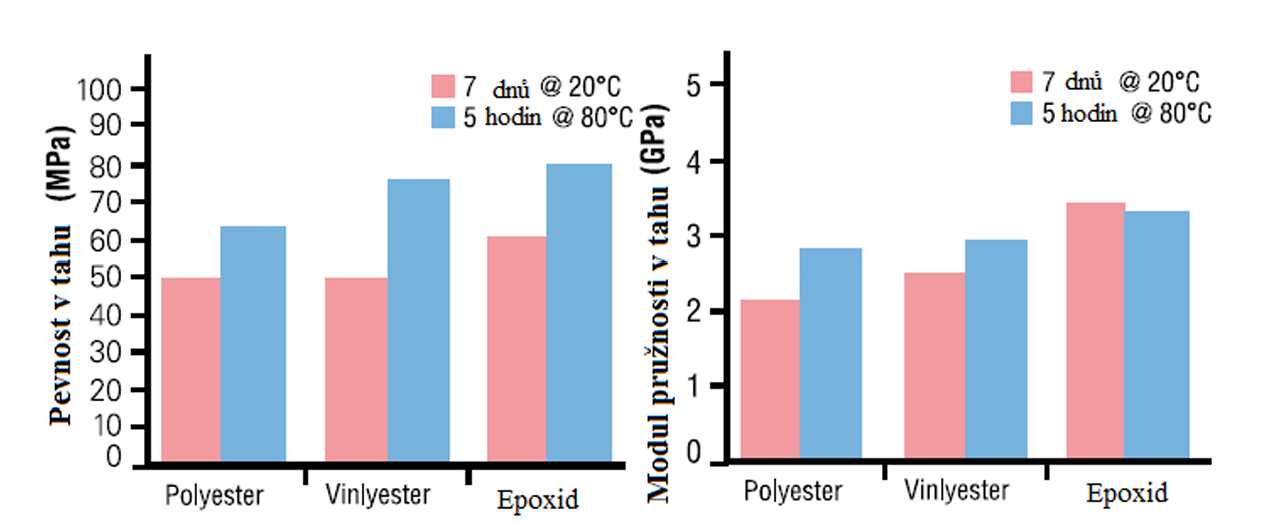 Pevnost v tahu (MPa)
100
90
80
70
60
50
40
30
20
10
0
7 dnů @ 20°C
5 hodin @ 80°C
Polyester
Vinlyester
Epoxid
Modul pružnosti v tahu (GPa)
5
4
3
2
1
0
7 dnů @ 20°C
5 hodin @ 80°C
Polyester
Vinlyester
Epoxid